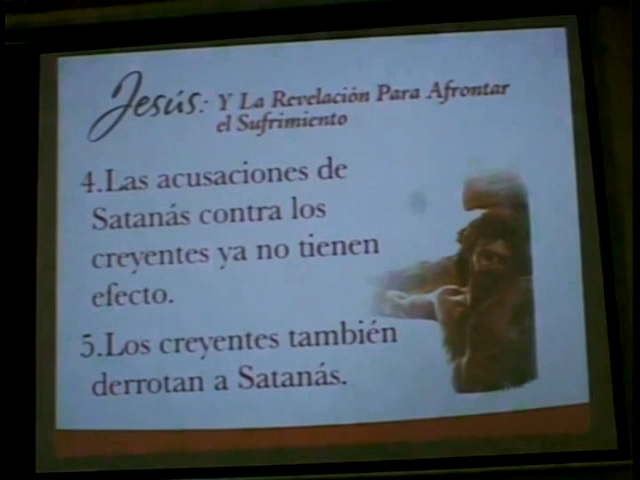 Jesús: Y La Revelación Para Afrontar
el Sufrimiento
4.Las acusaciones de
Satanás contra los
creyentes ya no tienen
efecto.
5.Los creyentes también
derrotan a Satanás.